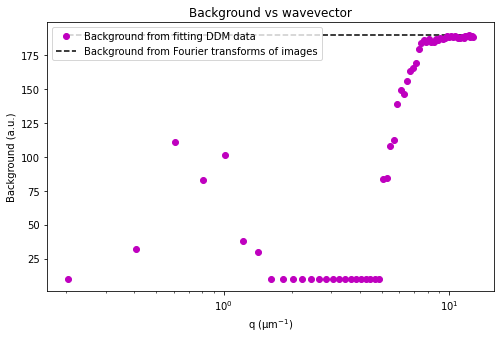 Background vs wavevector
Background from fitting DDM data
Background from Fourier transforms of images
Background (a.u.)
175
150
125
100
75
50
25
10⁰
10¹
q (μm⁻¹)